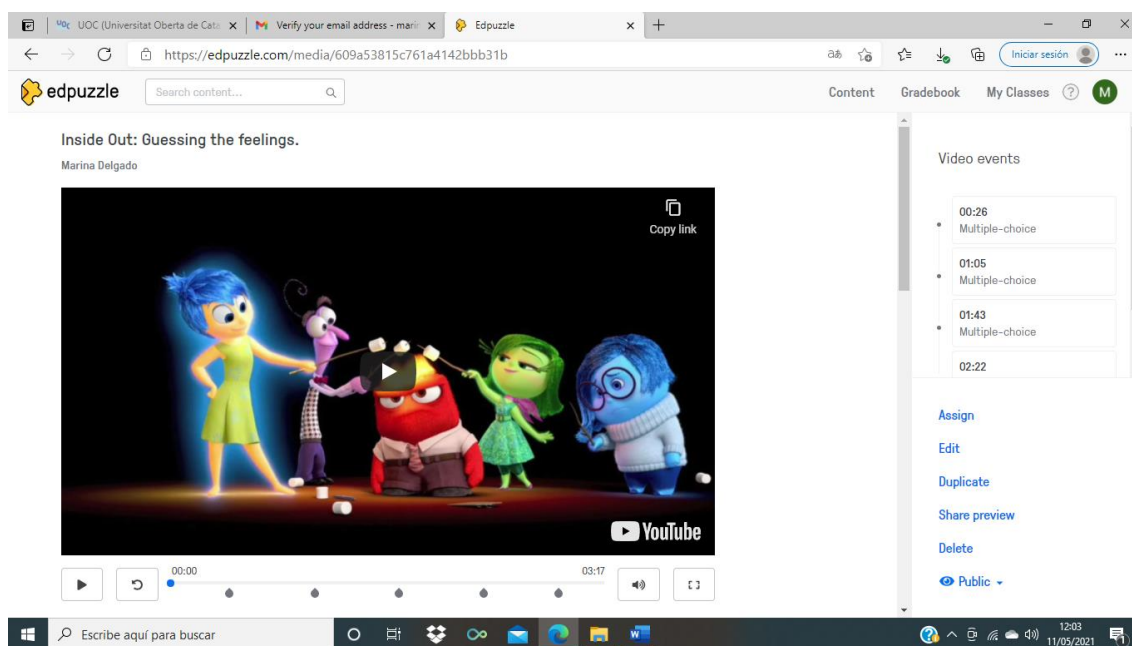 UOC (Universitat Oberta de Cata
Verify your email address - marin
Edpuzzle
https://edpuzzle.com/media/609a53815c761a4142bbb31b
Iniciar sesión
edpuzzle
Search content...
Content
Gradebook
My Classes
?
M
Inside Out: Guessing the feelings.
Marina Delgado
Copy link
YouTube
00:00
03:17
Video events
00:26
Multiple-choice
01:05
Multiple-choice
01:43
Multiple-choice
02:22
Assign
Edit
Duplicate
Share preview
Delete
Public
Escribe aquí para buscar
12:03
11/05/2021